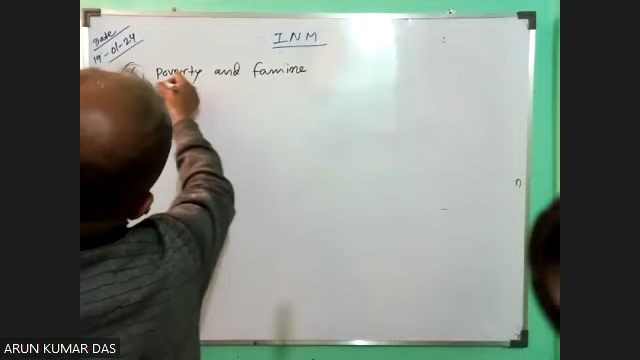 INM
Date
19-01-24
Poverty and famine
ARUN KUMAR DAS